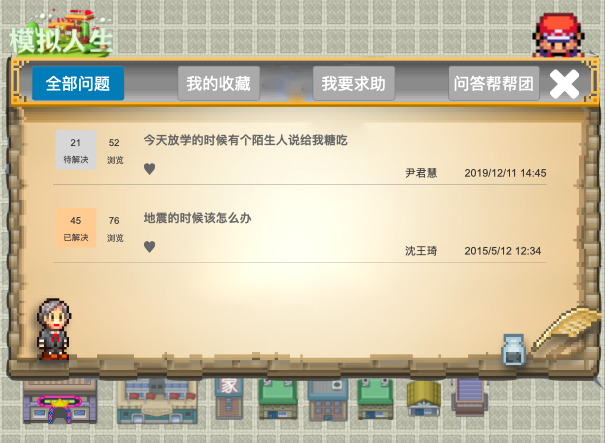 模拟人生
全部问题
我的收藏
我要求助
问答帮帮团
21
待解决
52
浏览
今天放学的时候有个陌生人说给我糖吃
尹君慧
2019/12/11 14:45
45
已解决
76
浏览
地震的时候该怎么办
沈王琦
2015/5/12 12:34
家